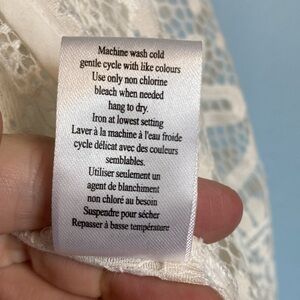 Machine wash cold
gentle cycle with like colours
Use only non chlorine
bleach when needed
hang to dry.
Iron at lowest setting
Laver à la machine à l'eau froide
cycle délicat avec des couleurs
semblables.
Utiliser seulement un
agent de blanchiment
non chloré au besoin
Suspendre pour sécher
Repasser à basse température